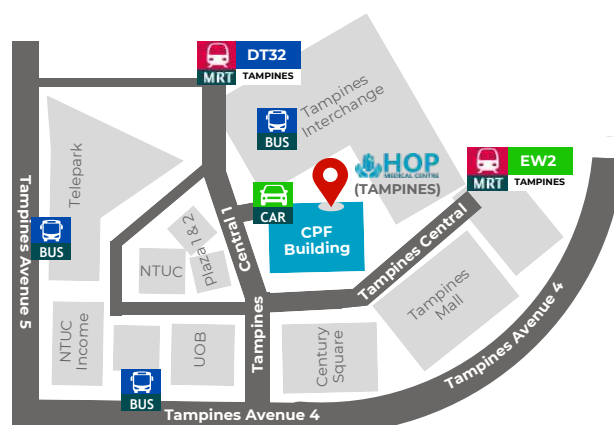 DT32
MRT
TAMPINES
Tampines
Interchange
BUS
HOP
MEDICAL CENTRE
(TAMPINES)
EW2
MRT
TAMPINES
Telepark
Tampines Avenue 5
BUS
CAR
CPF
Building
Plaza 1 & 2
NTUC
Tampines
Central 1
Tampines Central
Tampines
Mall
NTUC
Income
UOB
Century
Square
BUS
Tampines Avenue 4
Tampines Avenue 4